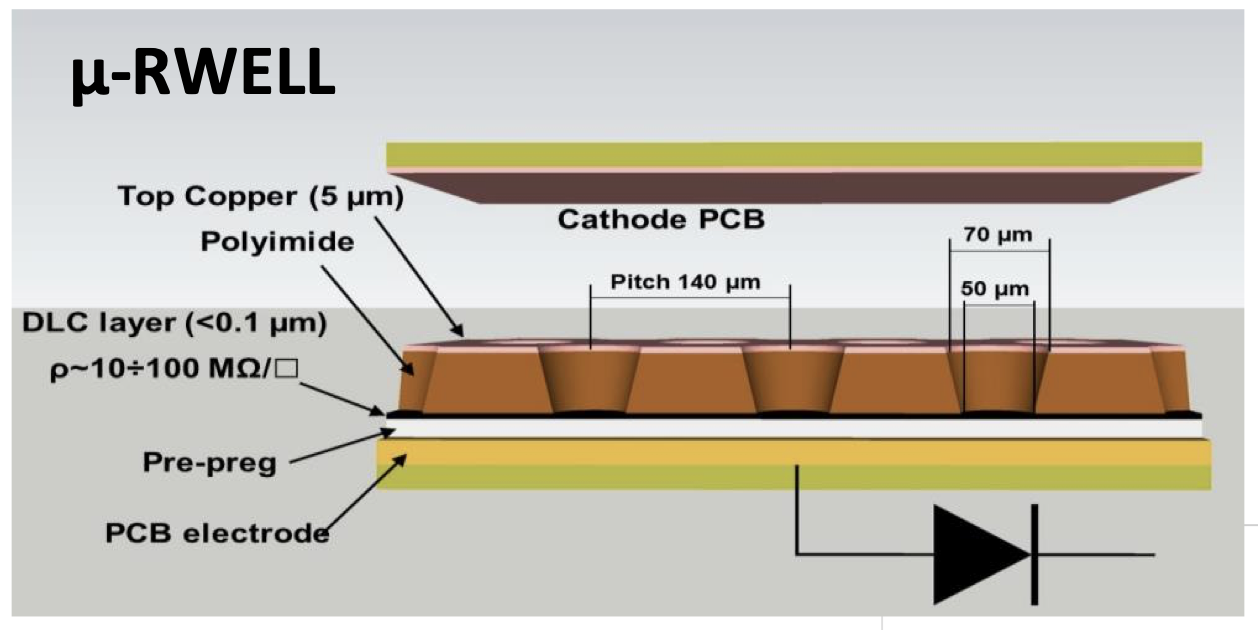 μ-RWELL
Top Copper (5 μm)
Polyimide
Cathode PCB
70 μm
Pitch 140 μm
50 μm
DLC layer (<0.1 μm)
ρ~10÷100 MΩ/□
Pre-preg
PCB electrode